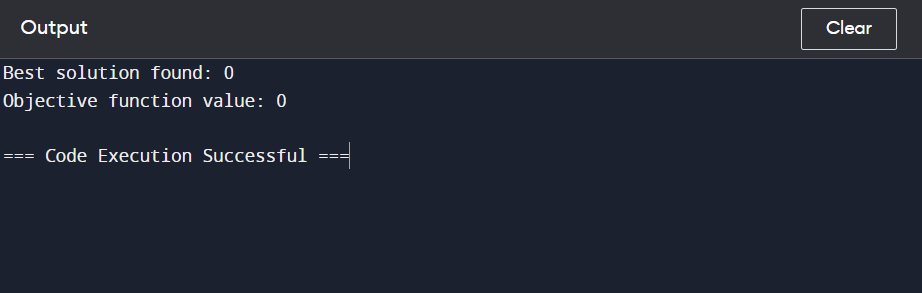 Output
Clear
Best solution found: 0
Objective function value: 0
=== Code Execution Successful ===